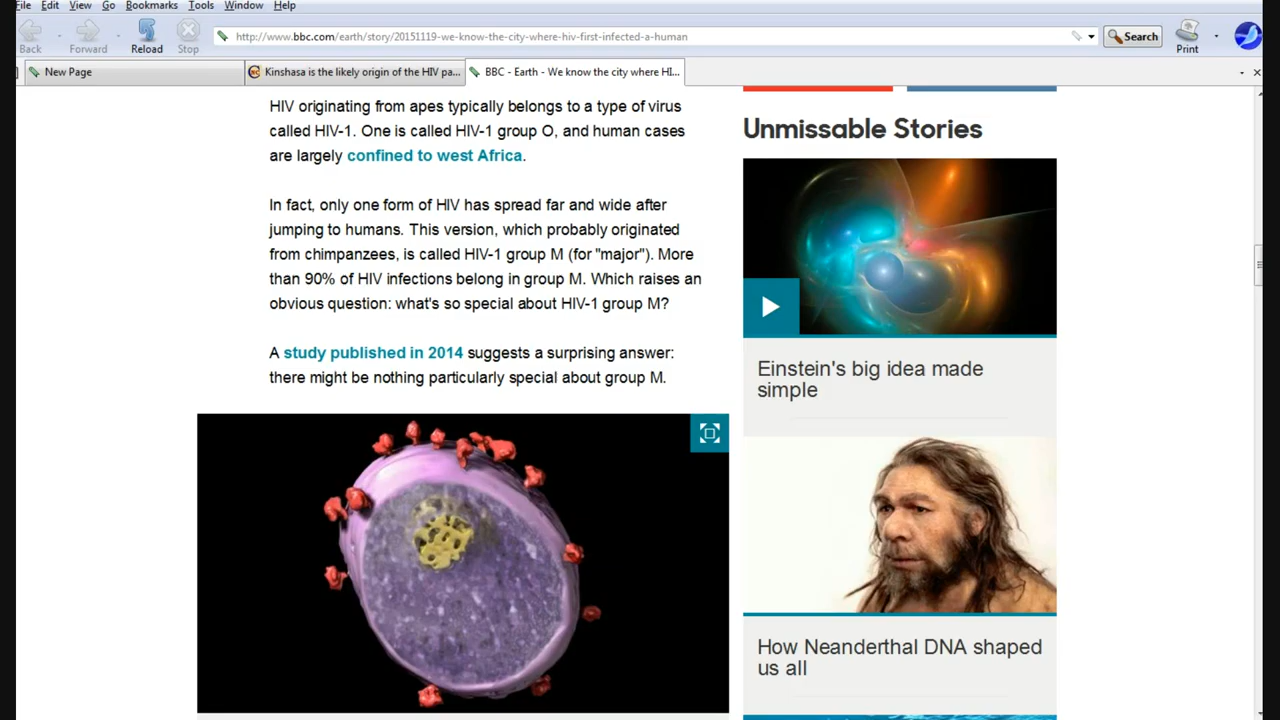 File Edit View Go Bookmarks Tools Window Help
Back Forward Reload Stop
http://www.bbc.com/earth/story/20151119-we-know-the-city-where-hiv-first-infected-a-human
Search
Print
New Page
Kinshasa is the likely origin of the HIV pa...
BBC - Earth - We know the city where HI...
HIV originating from apes typically belongs to a type of virus
called HIV-1. One is called HIV-1 group O, and human cases
are largely confined to west Africa.
In fact, only one form of HIV has spread far and wide after
jumping to humans. This version, which probably originated
from chimpanzees, is called HIV-1 group M (for "major"). More
than 90% of HIV infections belong in group M. Which raises an
obvious question: what's so special about HIV-1 group M?
A study published in 2014 suggests a surprising answer:
there might be nothing particularly special about group M.
Unmissable Stories
Einstein's big idea made
simple
How Neanderthal DNA shaped
us all